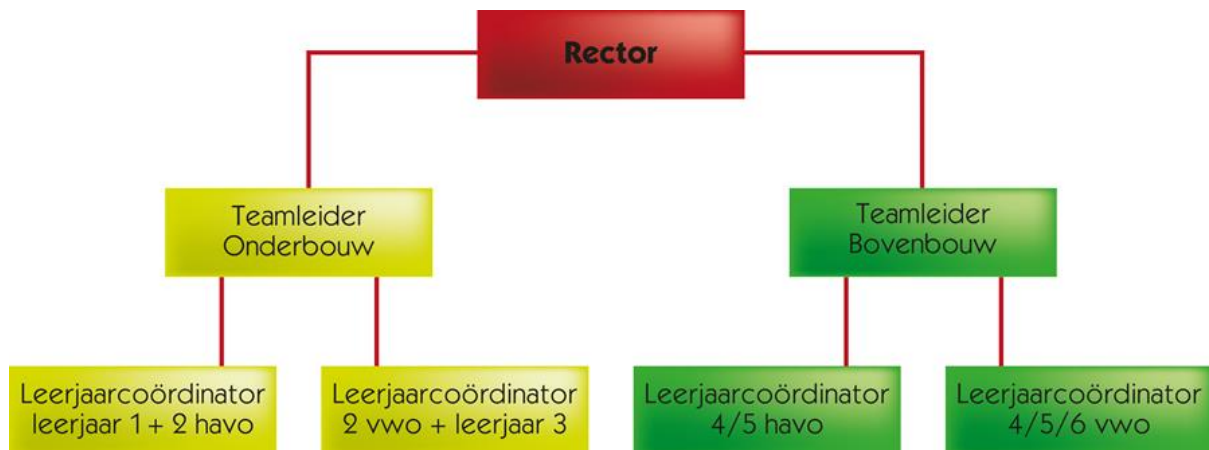 Rector
Teamleider
Onderbouw
Teamleider
Bovenbouw
Leerjaarcoördinator
leerjaar 1 + 2 havo
Leerjaarcoördinator
2 vwo + leerjaar 3
Leerjaarcoördinator
4/5 havo
Leerjaarcoördinator
4/5/6 vwo